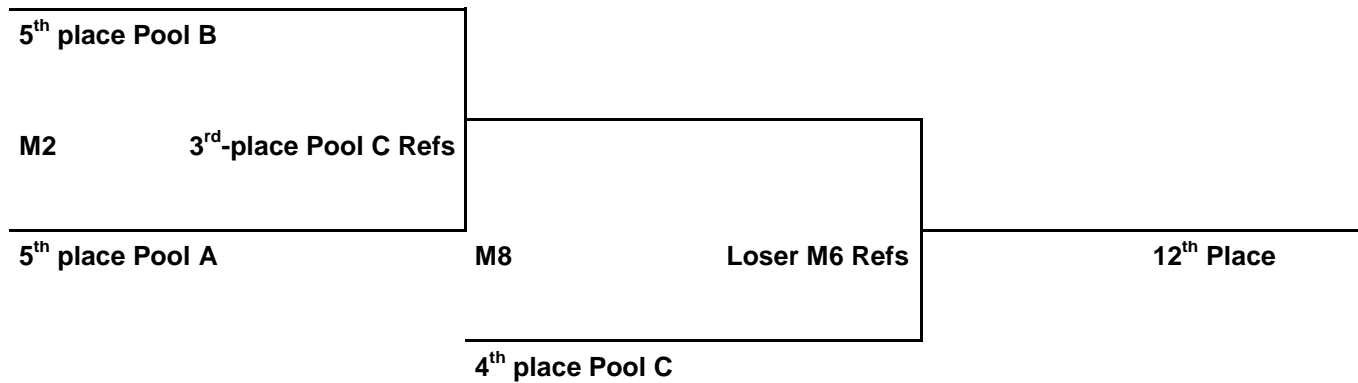 5th place Pool B
M2 3rd-place Pool C Refs
5th place Pool A
M8 Loser M6 Refs
12th Place
4th place Pool C